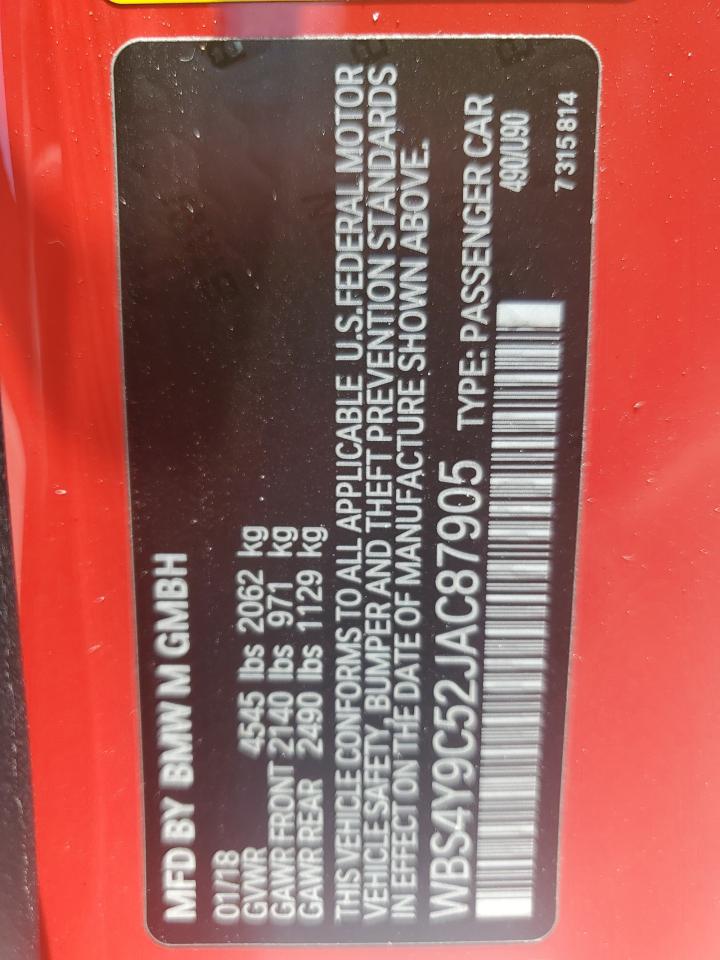 MFD BY BMW M GMBH
01/18
GVWR 4545 lbs 2062 kg
GAWR FRONT 2140 lbs 971 kg
GAWR REAR 2490 lbs 1129 kg
THIS VEHICLE CONFORMS TO ALL APPLICABLE U.S.FEDERAL MOTOR
VEHICLE SAFETY, BUMPER AND THEFT PREVENTION STANDARDS
IN EFFECT ON THE DATE OF MANUFACTURE SHOWN ABOVE.
WBS4Y9C52JAC87905 TYPE: PASSENGER CAR
490/U90
7 315 814